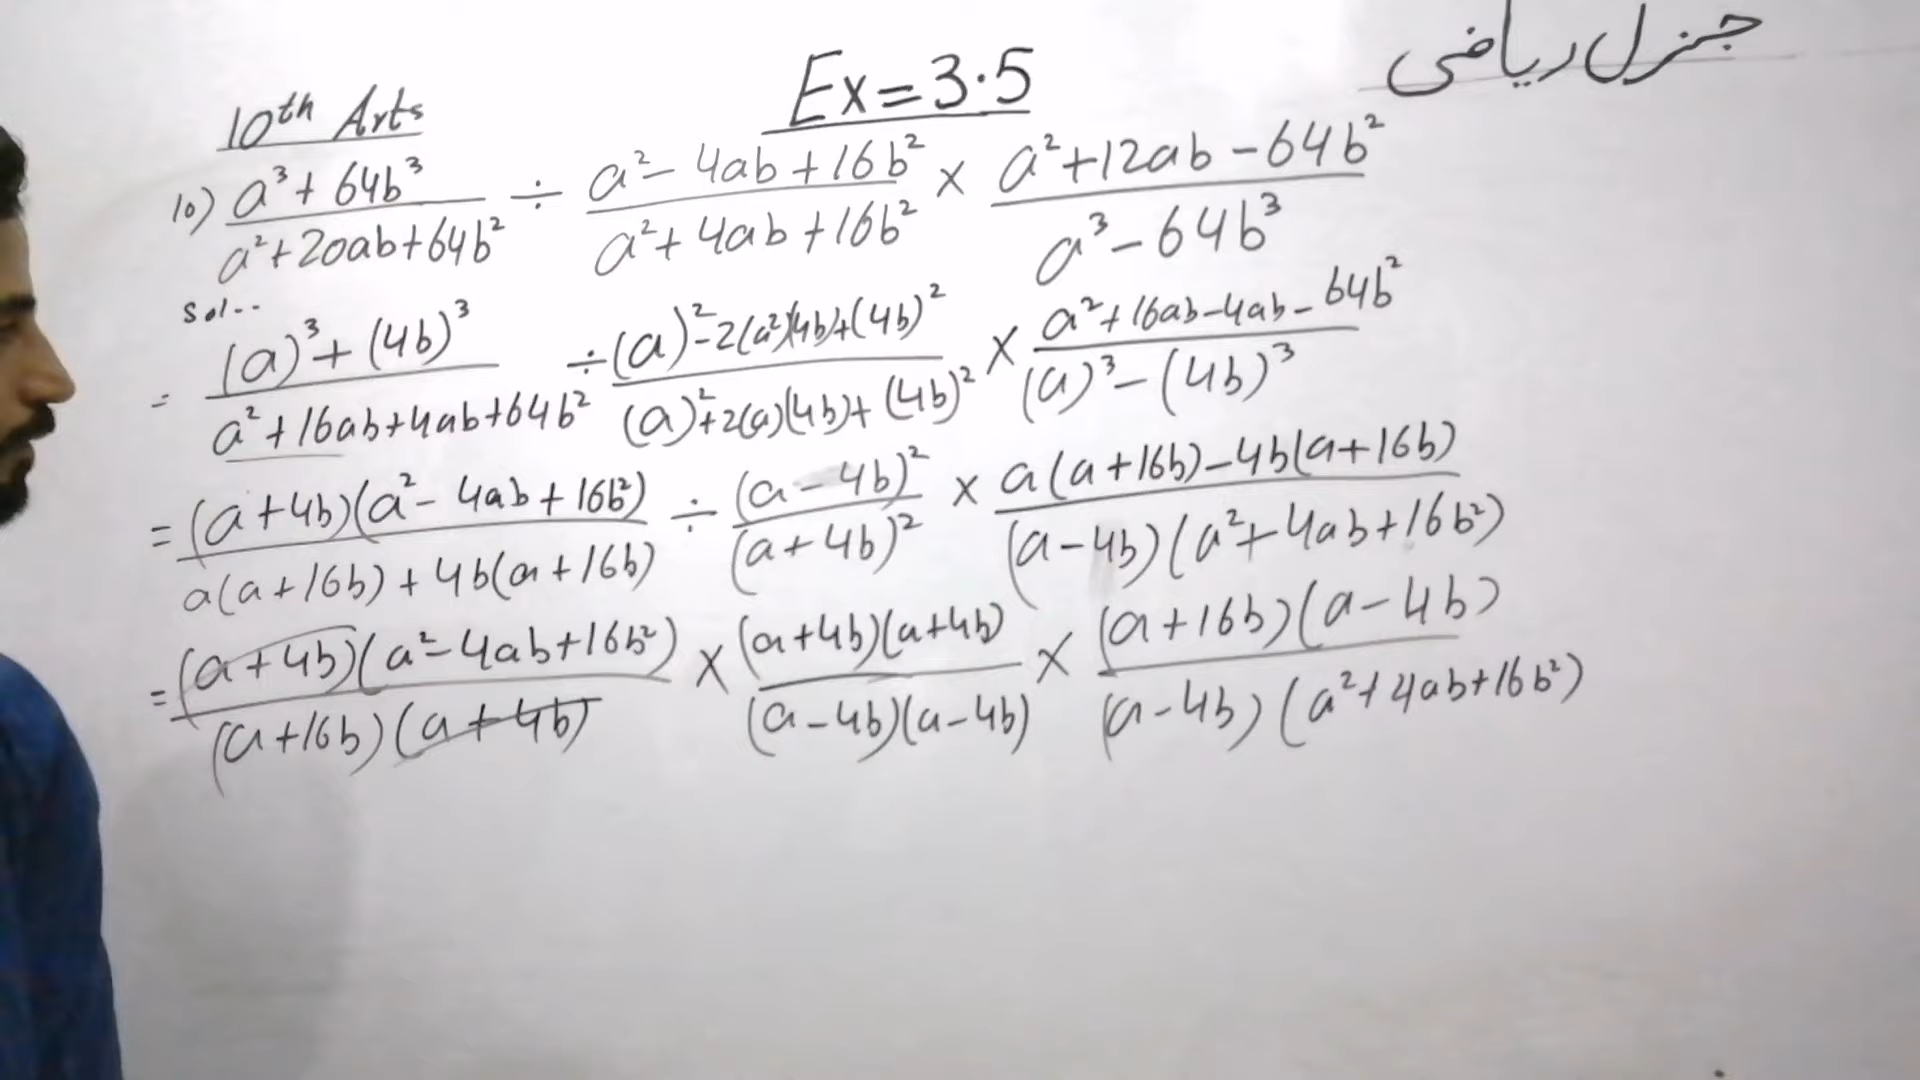 جنرل ریاضی
Ex=3.5
10th Arts
10) (a³ + 64b³)/(a²+20ab+64b²) ÷ (a²- 4ab+16b²)/(a²+4ab+16b²) × (a²+12ab-64b²)/(a³-64b³)
Sol..
= ((a)³+(4b)³)/(a²+16ab+4ab+64b²) ÷ ((a)²-2(a²)(4b)+(4b)²)/((a)²+2(a)(4b)+(4b)²) × (a²+16ab-4ab-64b²)/((a)³-(4b)³)
= ((a+4b)(a²-4ab+16b²))/(a(a+16b)+4b(a+16b)) ÷ (a-4b)²/(a+4b)² × (a(a+16b)-4b(a+16b))/((a-4b)(a²+4ab+16b²))
= ((a+4b)(a²-4ab+16b²))/((a+16b)(a+4b)) × ((a+4b)(a+4b))/((a-4b)(a-4b)) × ((a+16b)(a-4b))/((a-4b)(a²+4ab+16b²))